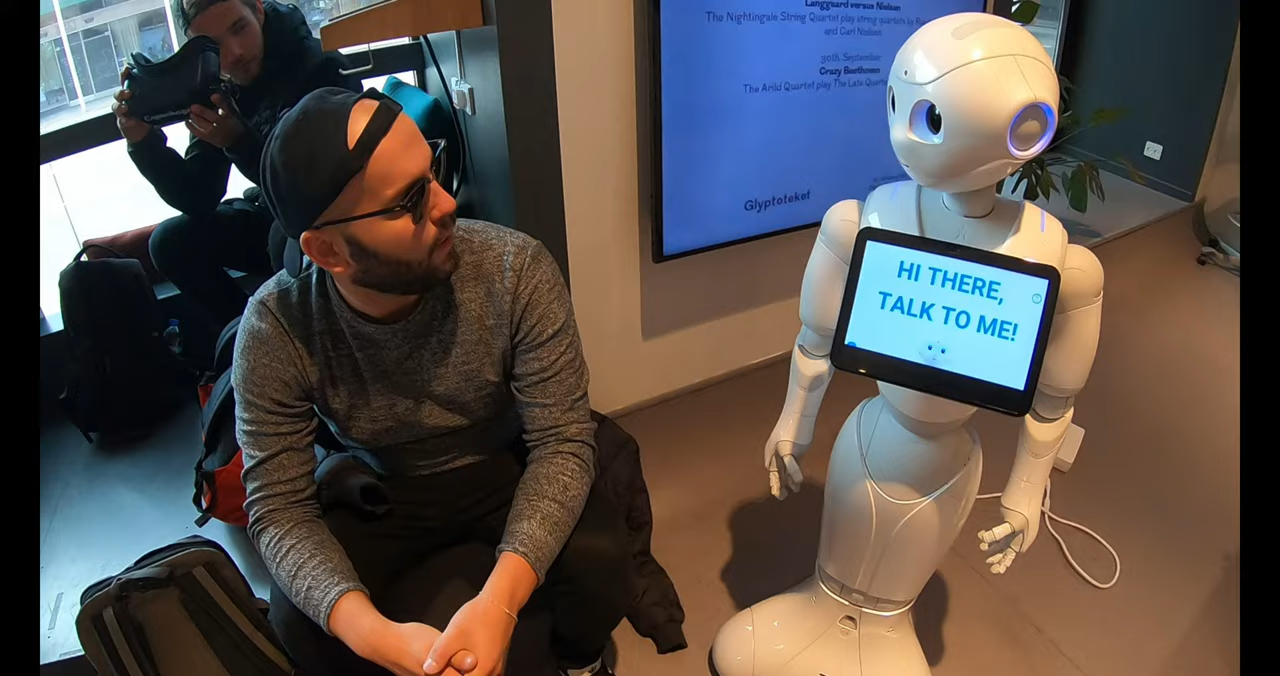 Langgaard versus Nielsen
The Nightingale String Quartet play string quartets by
and Carl Nielsen
30th September
Crazy Beethoven
The Arild Quartet play The Late
Glyptoteket
HI THERE,
TALK TO ME!